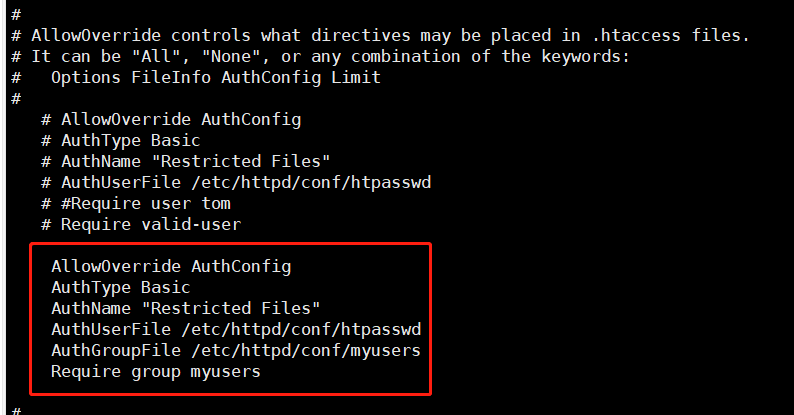 #
# AllowOverride controls what directives may be placed in .htaccess files.
# It can be "All", "None", or any combination of the keywords:
#   Options FileInfo AuthConfig Limit
#
   # AllowOverride AuthConfig
   # AuthType Basic
   # AuthName "Restricted Files"
   # AuthUserFile /etc/httpd/conf/htpasswd
   # #Require user tom
   # Require valid-user
    AllowOverride AuthConfig
    AuthType Basic
    AuthName "Restricted Files"
    AuthUserFile /etc/httpd/conf/htpasswd
    AuthGroupFile /etc/httpd/conf/myusers
    Require group myusers
#